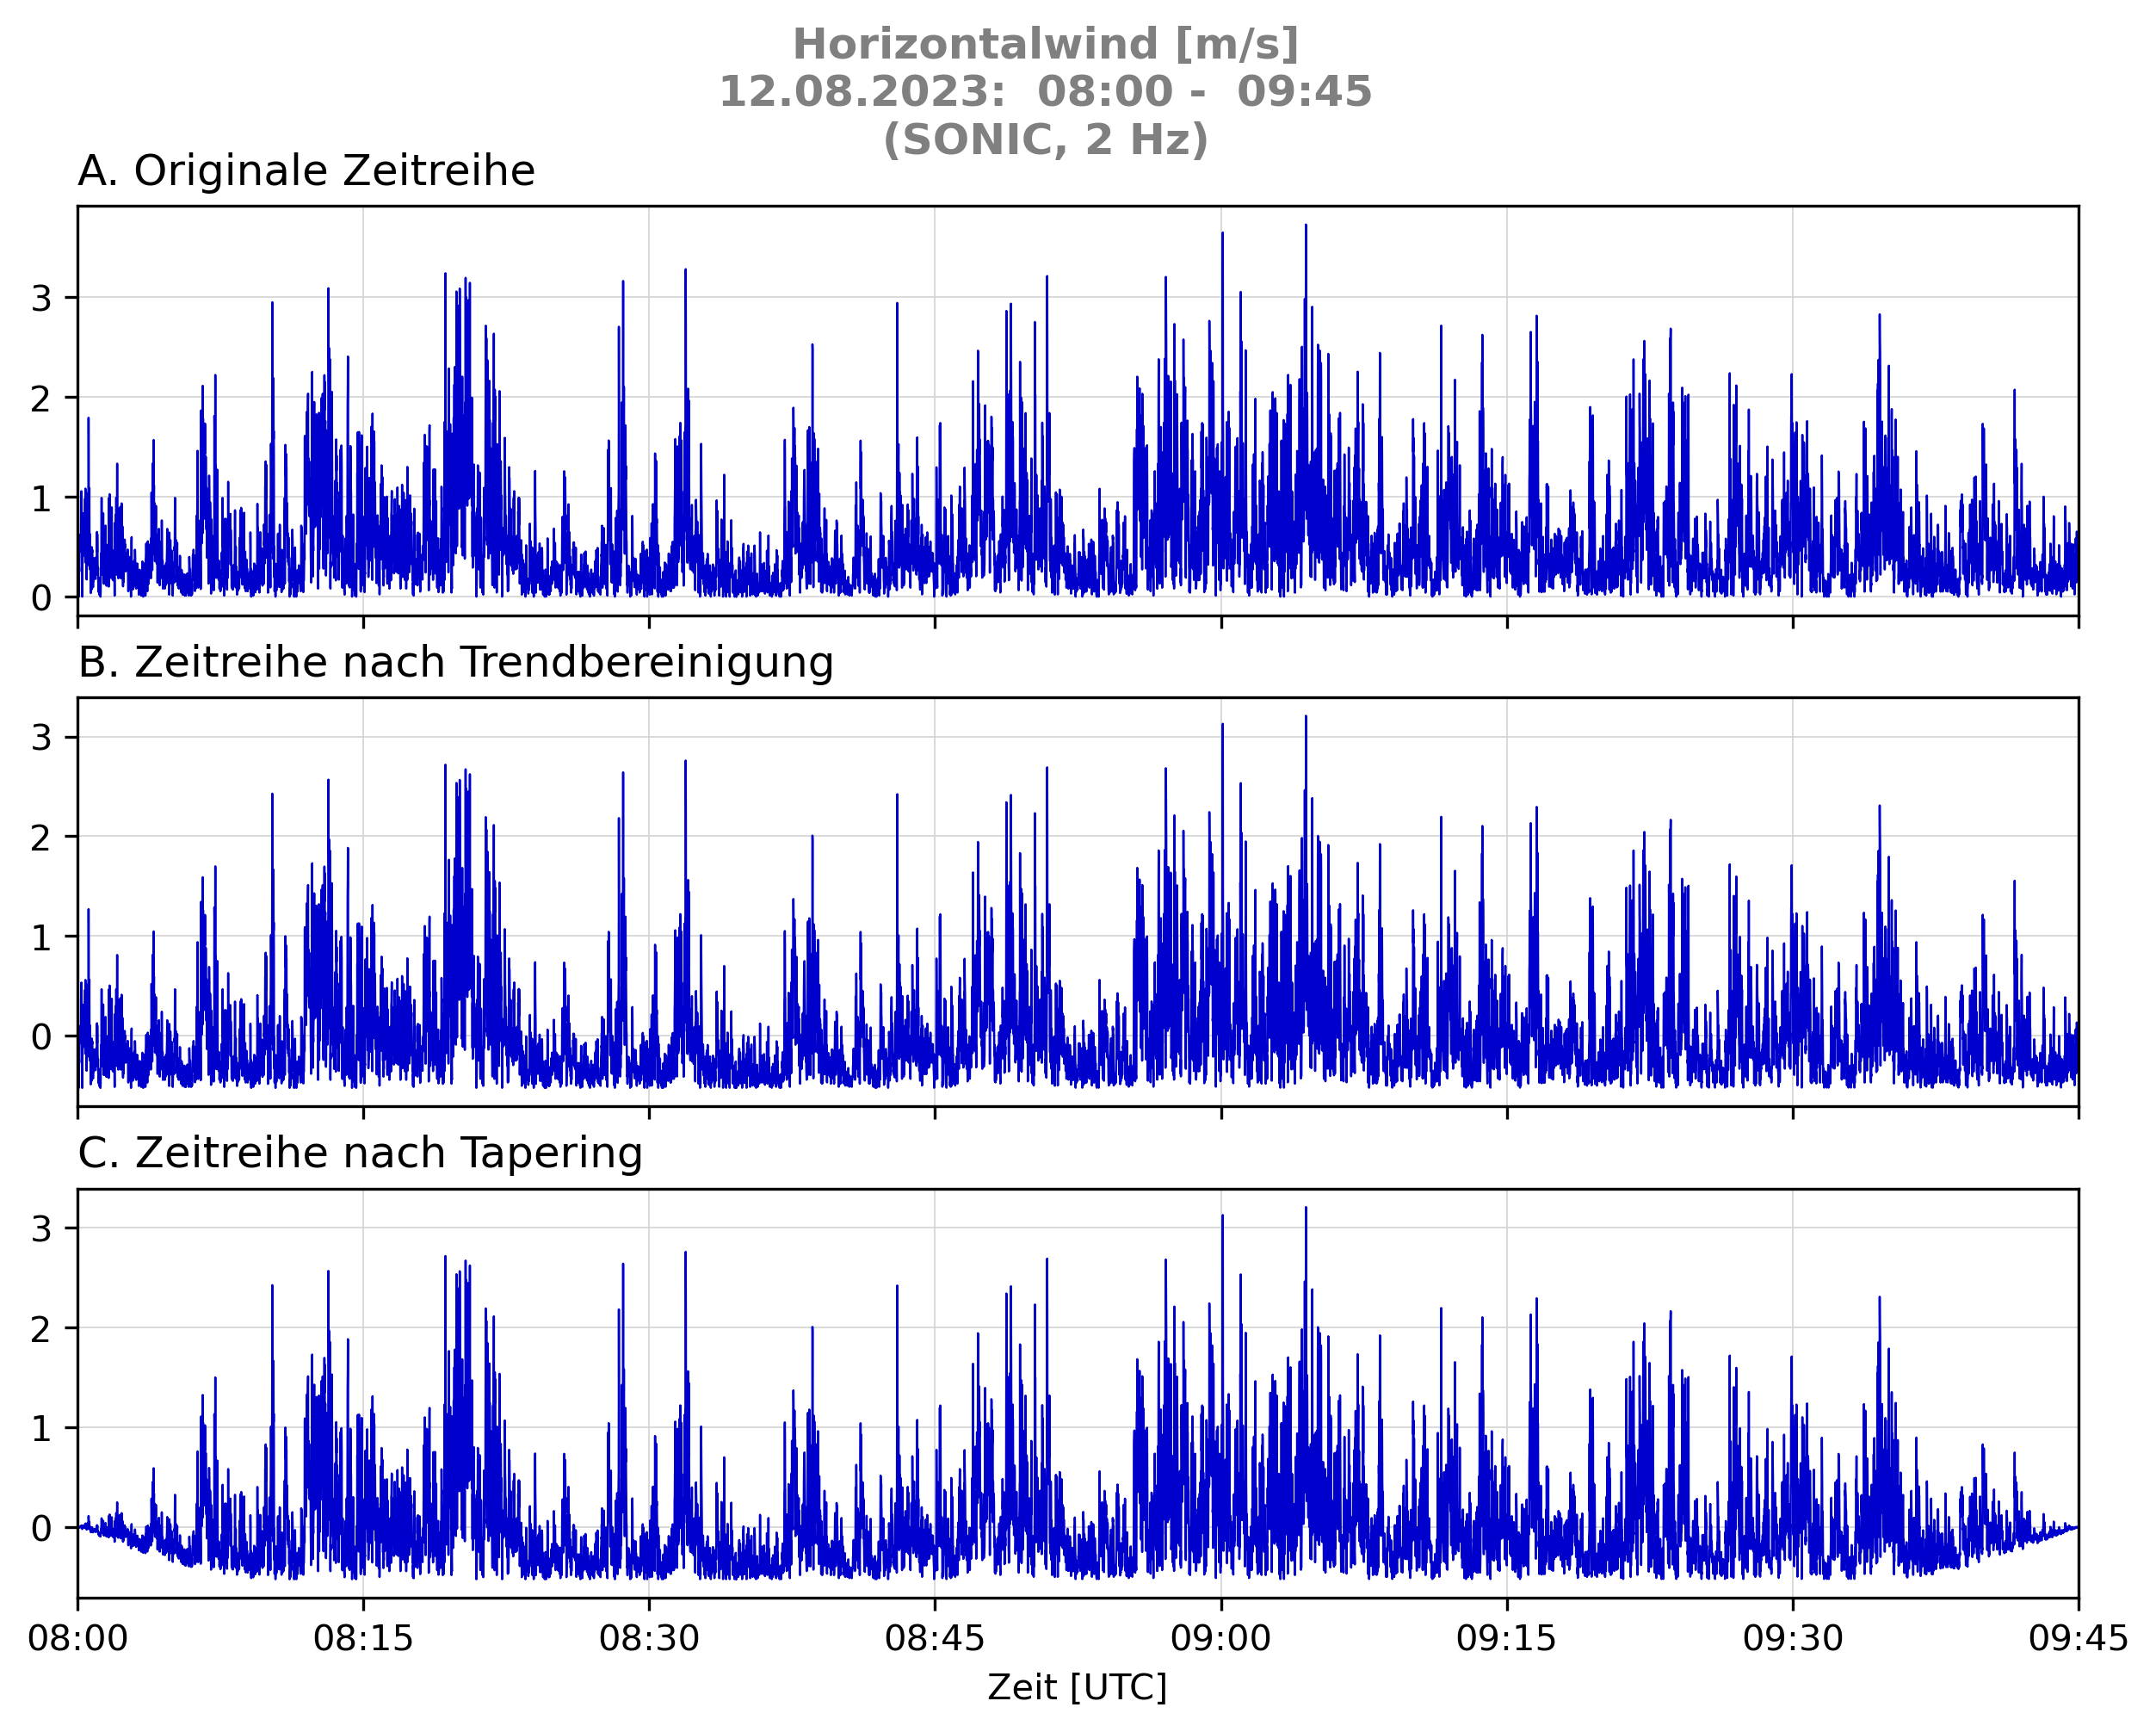 Horizontalwind [m/s]
12.08.2023:  08:00 -  09:45
(SONIC, 2 Hz)
A. Originale Zeitreihe
3
2
1
0
B. Zeitreihe nach Trendbereinigung
3
2
1
0
C. Zeitreihe nach Tapering
3
2
1
0
08:00 08:15 08:30 08:45 09:00 09:15 09:30 09:45
Zeit [UTC]